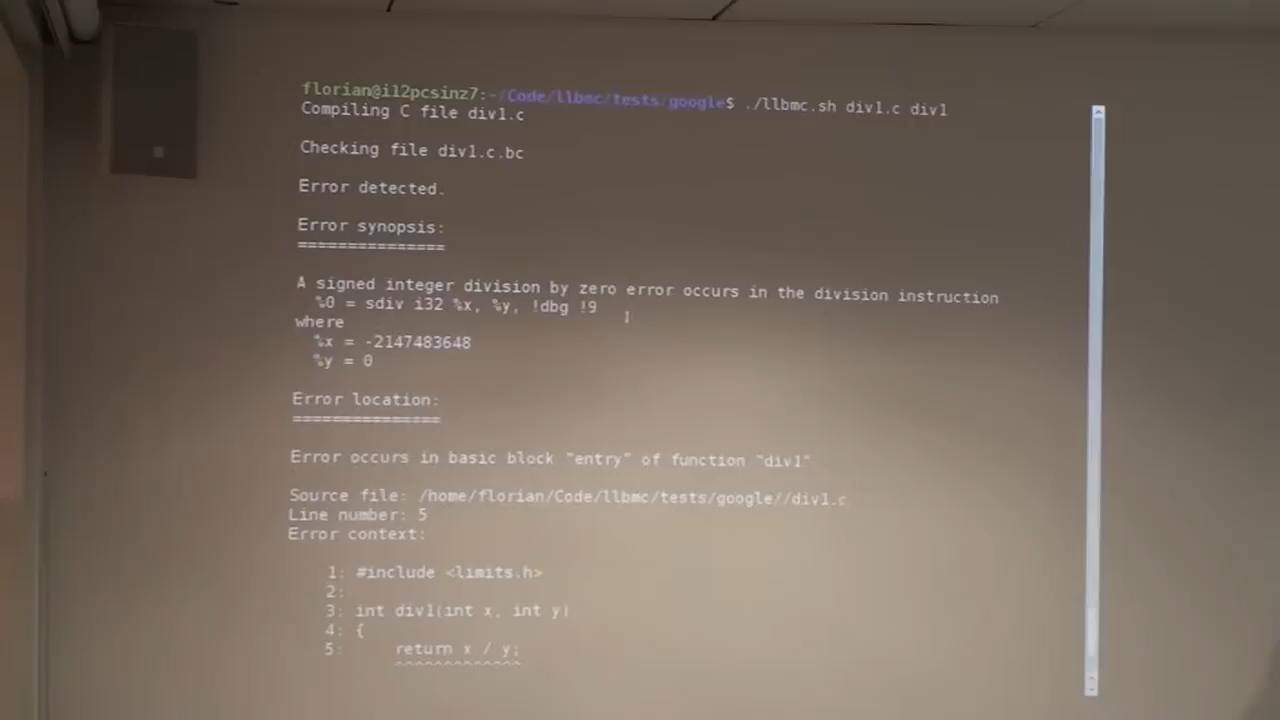 florian@i12pcsinz7:~/Code/llbmc/tests/google$ ./llbmc.sh div1.c div1
Compiling C file div1.c
Checking file div1.c.bc
Error detected.
Error synopsis:
===============
A signed integer division by zero error occurs in the division instruction
%0 = sdiv i32 %x, %y, !dbg !9
where
%x = -2147483648
%y = 0
Error location:
===============
Error occurs in basic block "entry" of function "div1"
Source file: /home/florian/Code/llbmc/tests/google//div1.c
Line number: 5
Error context:
1: #include <limits.h>
2:
3: int div1(int x, int y)
4: {
5: return x / y;
^^^^^^^^^^^^^